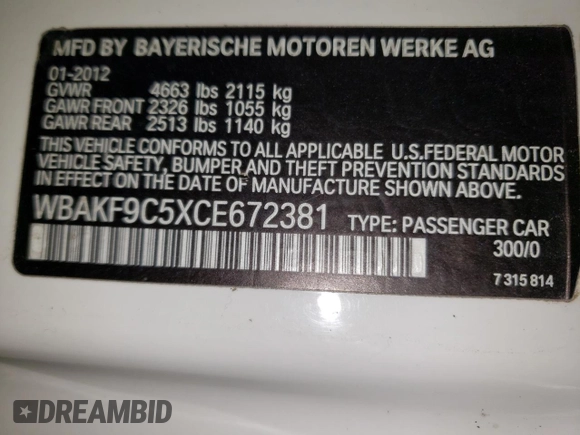 MFD BY BAYERISCHE MOTOREN WERKE AG
01-2012
GVWR 4663 lbs 2115 kg
GAWR FRONT 2326 lbs 1055 kg
GAWR REAR 2513 lbs 1140 kg
THIS VEHICLE CONFORMS TO ALL APPLICABLE U.S.FEDERAL MOTOR
VEHICLE SAFETY, BUMPER,AND THEFT PREVENTION STANDARDS
IN EFFECT ON THE DATE OF MANUFACTURE SHOWN ABOVE.
WBAKF9C5XCE672381 TYPE: PASSENGER CAR
300/0
7 315 814
DREAMBID